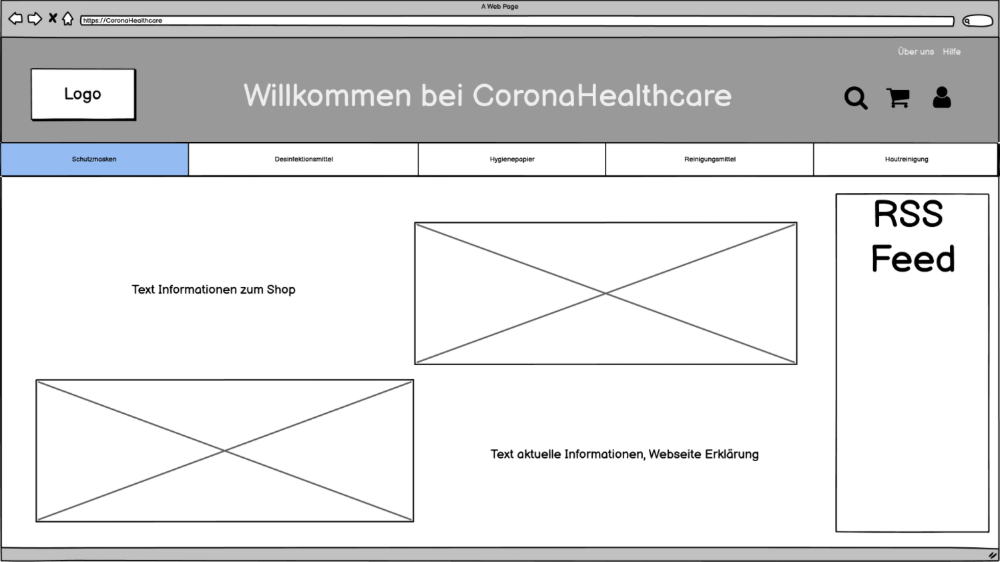 A Web Page
https://CoronaHealthcare
Über uns Hilfe
Logo
Willkommen bei CoronaHealthcare
Schutzmasken Desinfektionsmittel Hygienepapier Reinigungsmittel Hautreinigung
RSS
Feed
Text Informationen zum Shop
Text aktuelle Informationen, Webseite Erklärung